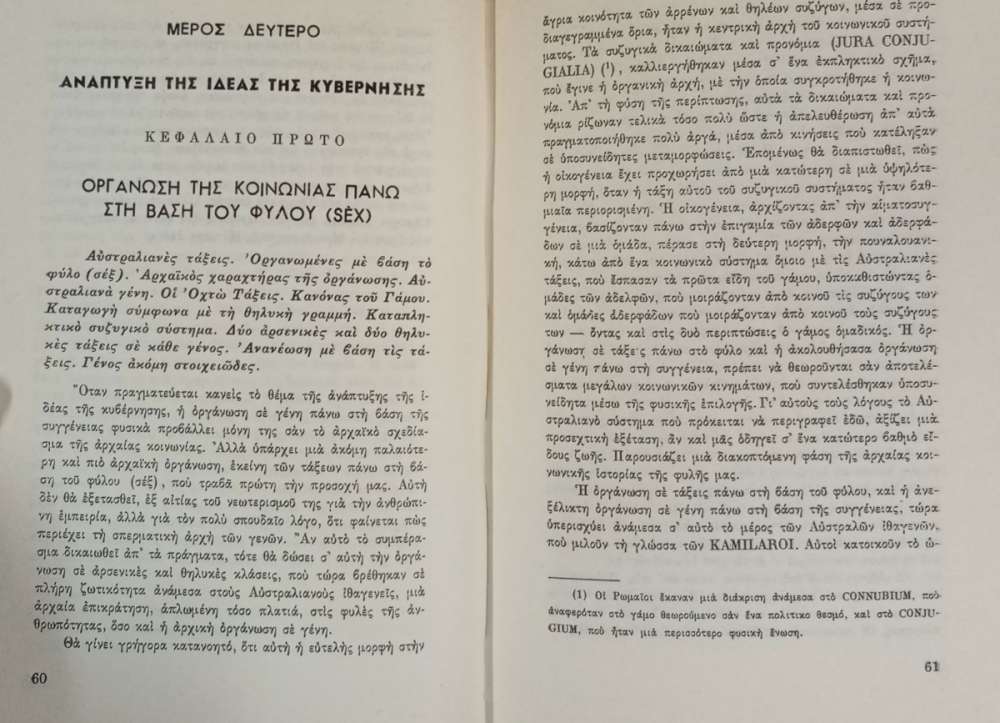 ΜΕΡΟΣ ΔΕΥΤΕΡΟ
ΑΝΑΠΤΥΞΗ ΤΗΣ ΙΔΕΑΣ ΤΗΣ ΚΥΒΕΡΝΗΣΗΣ
ΚΕΦΑΛΑΙΟ ΠΡΩΤΟ
ΟΡΓΑΝΩΣΗ ΤΗΣ ΚΟΙΝΩΝΙΑΣ ΠΑΝΩ
ΣΤΗ ΒΑΣΗ ΤΟΥ ΦΥΛΟΥ (SÊX)
Αὐστραλιανὲς τάξεις. Ὀργανωμένες μὲ βάση τὸ
φύλο (σέξ). Ἀρχαϊκὸς χαραχτήρας τῆς ὀργάνωσης. Αὐ-
στραλιανὰ γένη. Οἱ Ὀχτὼ Τάξεις. Κανόνας τοῦ Γάμου.
Καταγωγὴ σύμφωνα μὲ τὴ θηλυκὴ γραμμή. Καταπλη-
κτικὸ συζυγικὸ σύστημα. Δύο ἀρσενικὲς καὶ δύο θηλυ-
κὲς τάξεις σὲ κάθε γένος. Ἀνανέωση μὲ βάση τὶς τά-
ξεις. Γένος ἀκόμη στοιχειῶδες.
Ὅταν πραγματεύεται κανεὶς τὸ θέμα τῆς ἀνάπτυξης τῆς ἰ-
δέας τῆς κυβέρνησης, ἡ ὀργάνωση σὲ γένη πάνω στὴ βάση τῆς
συγγένειας φυσικὰ προβάλλει μόνη της σὰν τὸ ἀρχαϊκὸ σχεδία-
σμα τῆς ἀρχαίας κοινωνίας. Ἀλλὰ ὑπάρχει μιὰ ἀκόμη παλαιότε-
ρη καὶ πιὸ ἀρχαϊκὴ ὀργάνωση, ἐκείνη τῶν τάξεων πάνω στὴ βά-
ση τοῦ φύλου (σέξ), ποὺ τραβᾶ πρώτη τὴν προσοχή μας. Αὐτὴ
δὲν θὰ ἐξετασθεῖ, ἐξ αἰτίας τοῦ νεωτερισμοῦ της γιὰ τὴν ἀνθρώπι-
νη ἐμπειρία, ἀλλὰ γιὰ τὸν πολὺ σπουδαῖο λόγο, ὅτι φαίνεται πὼς
περιέχει τὴ σπερματικὴ ἀρχὴ τῶν γενῶν. Ἂν αὐτὸ τὸ συμπέρα-
σμα δικαιωθεῖ ἀπ' τὰ πράγματα, τότε θὰ δώσει σ' αὐτὴ τὴν ὀργά-
νωση σὲ ἀρσενικὲς καὶ θηλυκὲς κλάσεις, ποὺ τώρα βρέθηκαν σὲ
πλήρη ζωτικότητα ἀνάμεσα στοὺς Αὐστραλιανοὺς ἰθαγενεῖς, μιὰ
ἀρχαία ἐπικράτηση, ἁπλωμένη τόσο πλατιά, στὶς φυλὲς τῆς ἀν-
θρωπότητας, ὅσο καὶ ἡ ἀρχικὴ ὀργάνωση σὲ γένη.
Θὰ γίνει γρήγορα κατανοητό, ὅτι αὐτὴ ἡ εὐτελὴς μορφὴ στὴν
60
ἄγρια κοινότητα τῶν ἀρρένων καὶ θηλέων συζύγων, μέσα σὲ προ-
διαγεγραμμένα ὅρια, ἦταν ἡ κεντρικὴ ἀρχὴ τοῦ κοινωνικοῦ συστή-
ματος. Τὰ συζυγικὰ δικαιώματα καὶ προνόμια (JURA CONJU-
GIALIA) (¹), καλλιεργήθηκαν μέσα σ' ἕνα ἐκπληκτικὸ σχῆμα,
ποὺ ἔγινε ἡ ὀργανικὴ ἀρχή, μὲ τὴν ὁποία συγκροτήθηκε ἡ κοινω-
νία. Ἀπ' τὴ φύση τῆς περίπτωσης, αὐτὰ τὰ δικαιώματα καὶ προ-
νόμια ρίζωναν τελικὰ τόσο πολὺ ὥστε ἡ ἀπελευθέρωση ἀπ' αὐτὰ
πραγματοποιήθηκε πολὺ ἀργά, μέσα ἀπὸ κινήσεις ποὺ κατέληξαν
σὲ ὑποσυνείδητες μεταμορφώσεις. Ἑπομένως θὰ διαπιστωθεῖ, πὼς
ἡ οἰκογένεια ἔχει προχωρήσει ἀπὸ μιὰ κατώτερη σὲ μιὰ ὑψηλότε-
ρη μορφή, ὅταν ἡ τάξη αὐτοῦ τοῦ συζυγικοῦ συστήματος ἦταν βαθ-
μιαῖα περιορισμένη. Ἡ οἰκογένεια, ἀρχίζοντας ἀπ' τὴν αἱματοσυγ-
γένεια, βασίζονταν πάνω στὴν ἐπιγαμία τῶν ἀδερφῶν καὶ ἀδερφά-
δων σὲ μιὰ ὁμάδα, πέρασε στὴ δεύτερη μορφή, τὴν πουναλουανι-
κή, κάτω ἀπὸ ἕνα κοινωνικὸ σύστημα ὅμοιο μὲ τὶς Αὐστραλιανὲς
τάξεις, ποὺ ἔσπασαν τὰ πρῶτα εἴδη τοῦ γάμου, ὑποκαθιστώντας ὁ-
μάδες τῶν ἀδελφῶν, ποὺ μοιράζονταν ἀπὸ κοινοῦ τὶς συζύγους των
καὶ ὁμάδες ἀδερφάδων ποὺ μοιράζονταν ἀπὸ κοινοῦ τοὺς συζύγους
των — ὄντας καὶ στὶς δυὸ περιπτώσεις ὁ γάμος ὁμαδικός. Ἡ ὀρ-
γάνωση σὲ τάξεις πάνω στὸ φύλο καὶ ἡ ἀκολουθήσασα ὀργάνωση
σὲ γένη πάνω στὴ συγγένεια, πρέπει νὰ θεωροῦνται σὰν ἀποτελέ-
σματα μεγάλων κοινωνικῶν κινημάτων, ποὺ συντελέσθηκαν ὑποσυ-
νείδητα μέσω τῆς φυσικῆς ἐπιλογῆς. Γι' αὐτοὺς τοὺς λόγους τὸ Αὐ-
στραλιανὸ σύστημα ποὺ πρόκειται νὰ περιγραφεῖ ἐδῶ, ἀξίζει μιὰ
προσεχτικὴ ἐξέταση, ἂν καὶ μᾶς ὁδηγεῖ σ' ἕνα κατώτερο βαθμὸ εἴ-
δους ζωῆς. Παρουσιάζει μιὰ διακοπτόμενη φάση τῆς ἀρχαίας κοι-
νωνικῆς ἱστορίας τῆς φυλῆς μας.
Ἡ ὀργάνωση σὲ τάξεις πάνω στὴ βάση τοῦ φύλου, καὶ ἡ ἀνε-
ξέλικτη ὀργάνωση σὲ γένη πάνω στὴ βάση τῆς συγγένειας, τώρα
ὑπερισχύει ἀνάμεσα σ' αὐτὸ τὸ μέρος τῶν Αὐστραλῶν ἰθαγενῶν,
ποὺ μιλοῦν τὴ γλώσσα τῶν KAMILAROI. Αὐτοὶ κατοικοῦν τὸ ὡ-
(1) Οἱ Ρωμαῖοι ἔκαναν μιὰ διάκριση ἀνάμεσα στὸ CONNUBIUM, ποὺ
ἀναφερόταν στὸ γάμο θεωρούμενο σὰν ἕνα πολιτικο θεσμό, καὶ στὸ CONJU-
GIUM, ποὺ ἦταν μιὰ περισσότερο φυσικὴ ἕνωση.
61